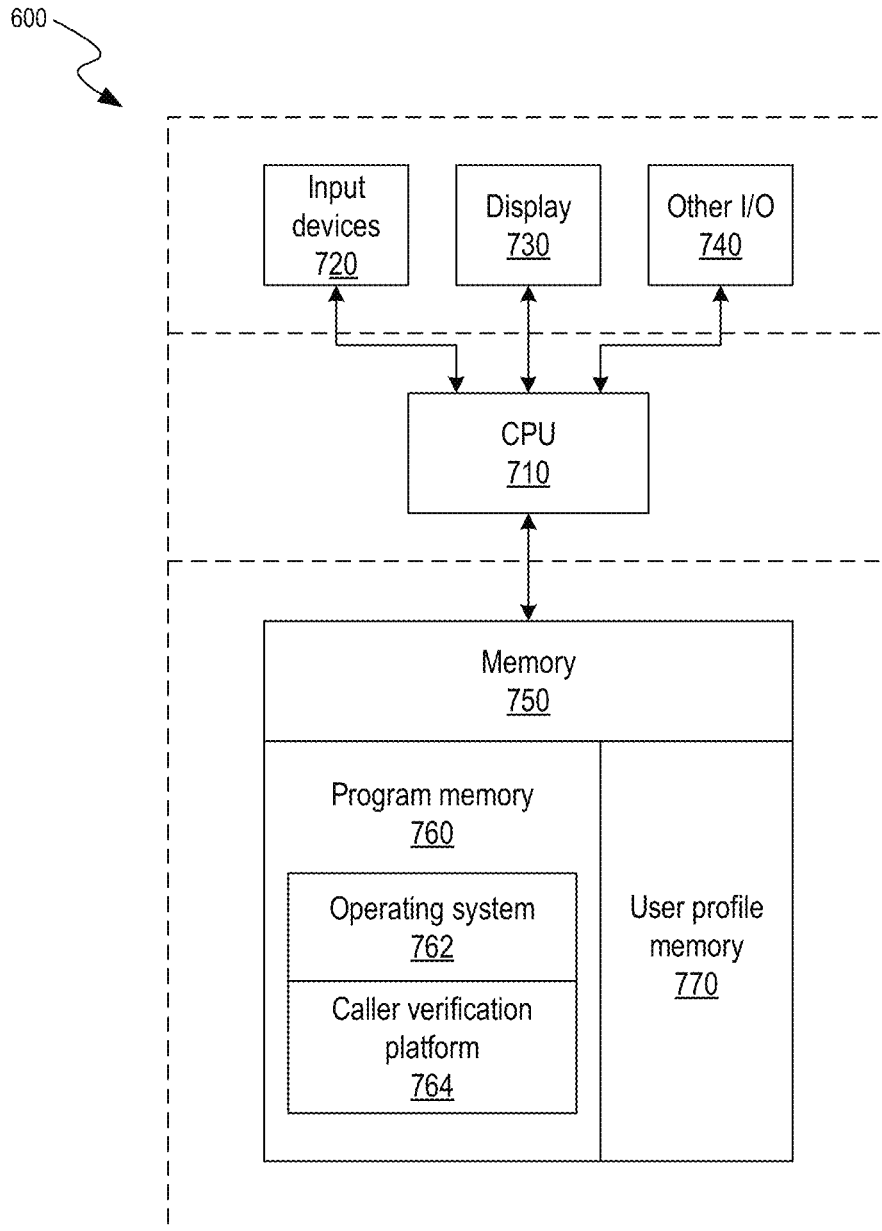 600
Input
devices
720
Display
730
Other I/O
740
CPU
710
Memory
750
Program memory
760
Operating system
762
Caller verification
platform
764
User profile
memory
770